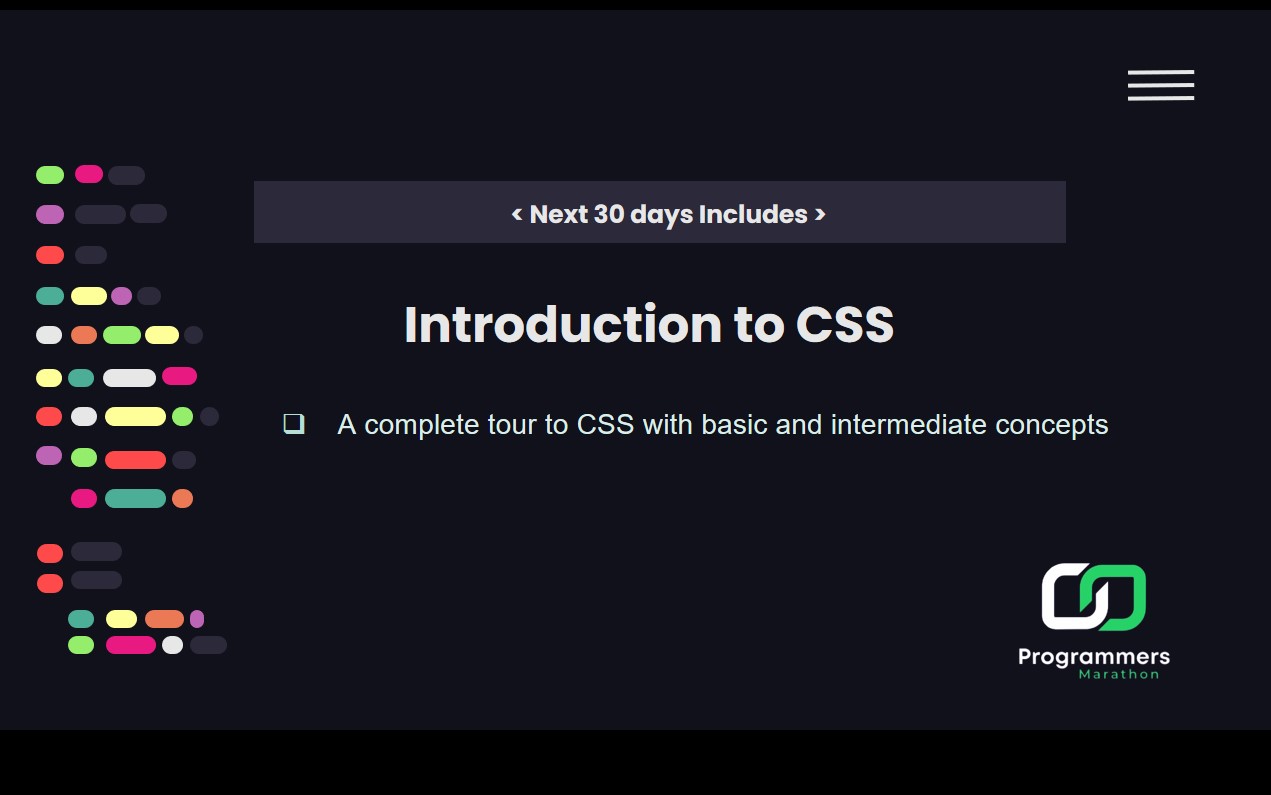 < Next 30 days Includes >
Introduction to CSS
❑ A complete tour to CSS with basic and intermediate concepts
Programmers
Marathon